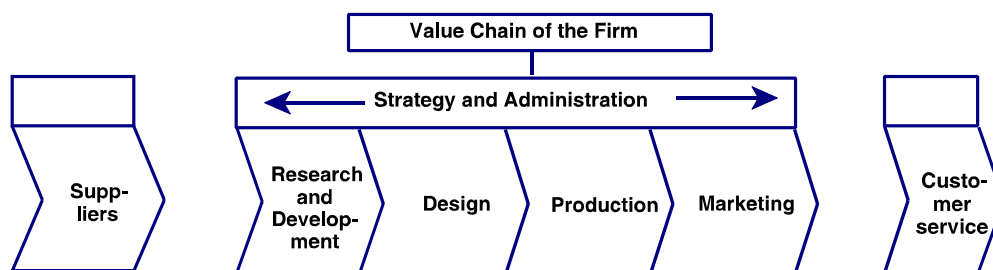 Value Chain of the Firm
Strategy and Administration
Supp-
liers
Research
and
Develop-
ment
Design
Production
Marketing
Custo-
mer
service